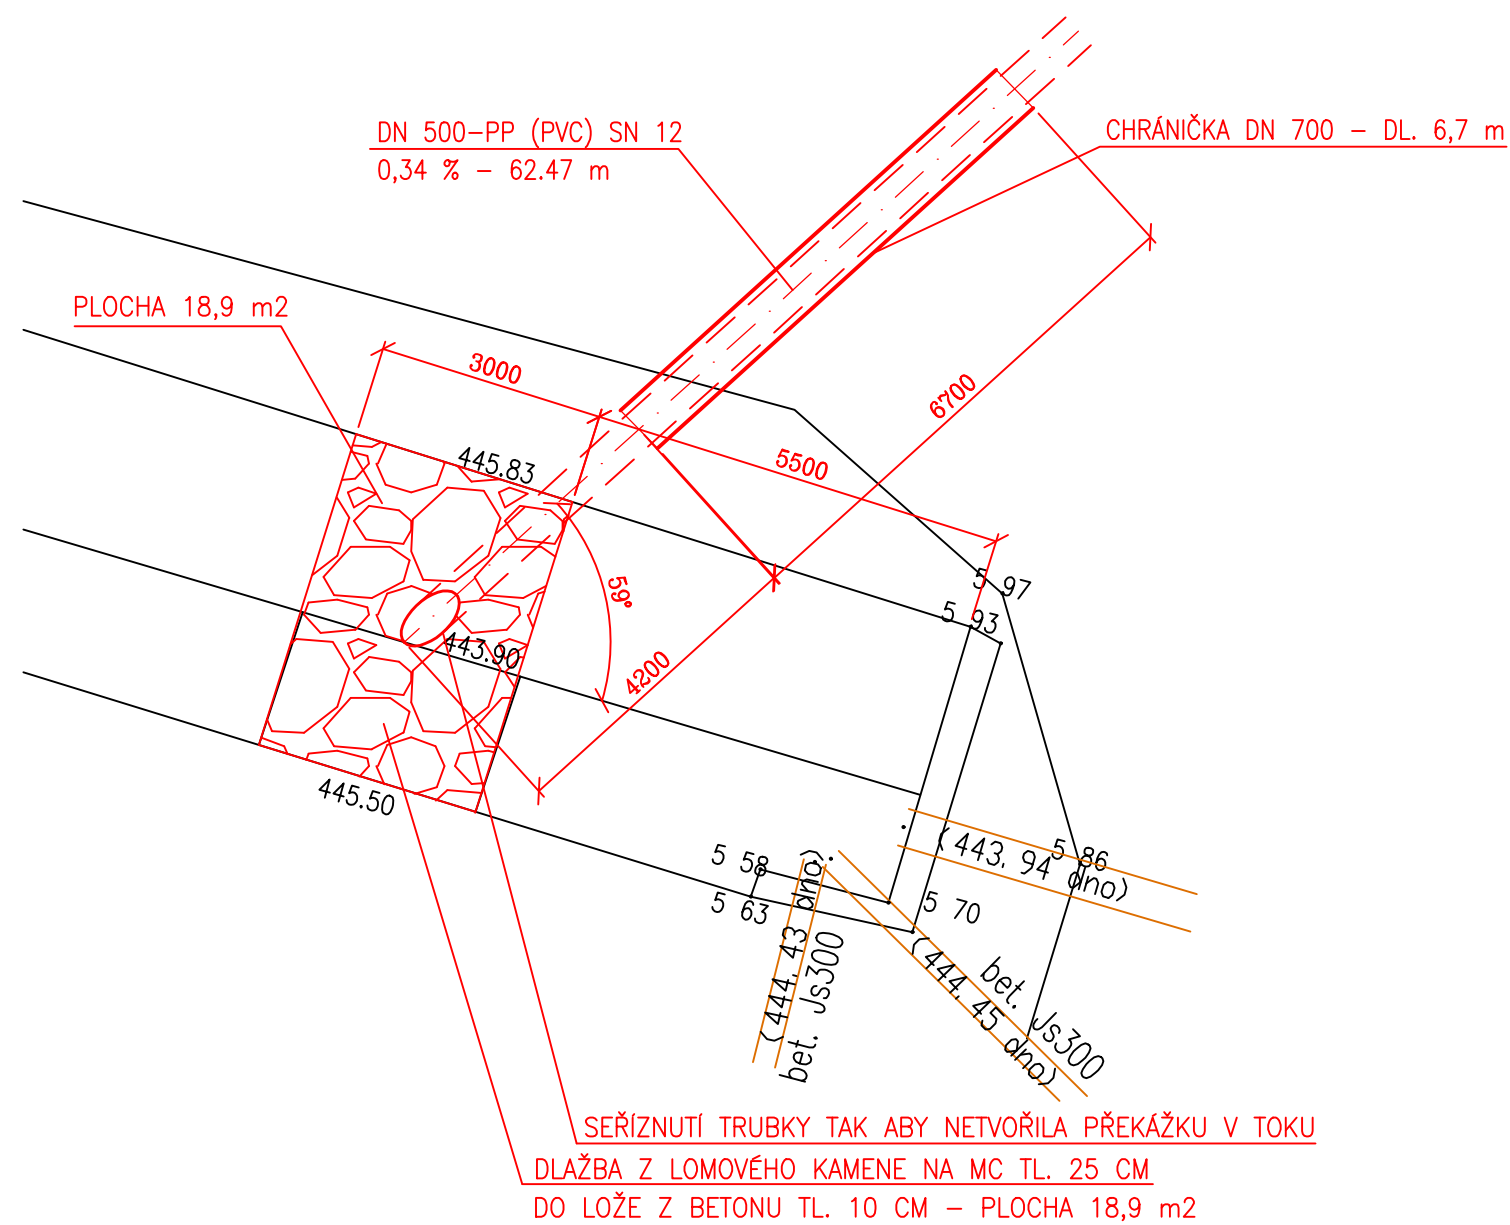 DN 500-PP (PVC) SN 12
0,34 % - 62.47 m
CHRÁNIČKA DN 700 - DL. 6,7 m
PLOCHA 18,9 m2
3000
6700
445.83
5500
5 97
59°
5 93
443.90
4200
445.50
5 58
5 63
5 86
(443. 94 dno)
5 70
(444. 43 dno)
bet. Js300
(444. 45 dno)
bet. Js300
SEŘÍZNUTÍ TRUBKY TAK ABY NETVOŘILA PŘEKÁŽKU V TOKU
DLAŽBA Z LOMOVÉHO KAMENE NA MC TL. 25 CM
DO LOŽE Z BETONU TL. 10 CM - PLOCHA 18,9 m2